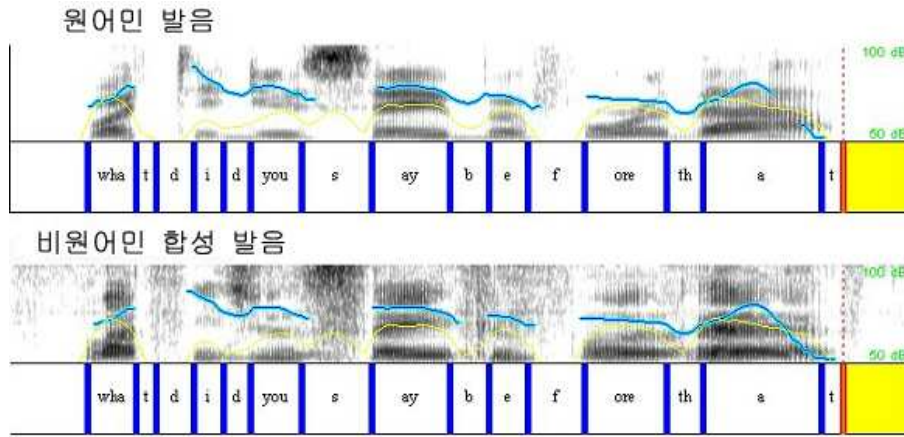 원어민 발음
100 dB
50 dB
wha t d i d you s ay b e f ore th a t
비원어민 합성 발음
100 dB
50 dB
wha t d i d you s ay b e f ore th a t